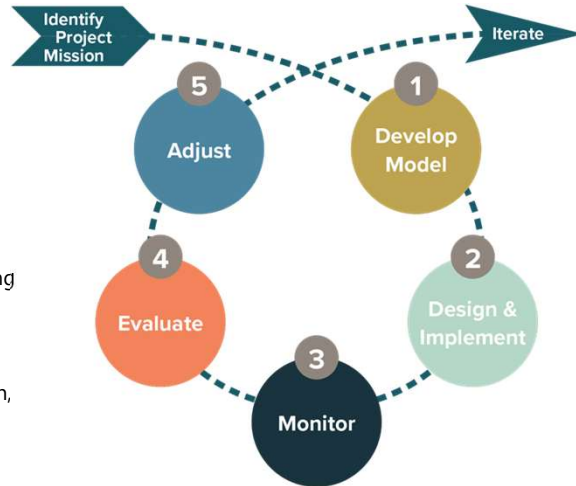 Identify
Project
Mission
Iterate
5
Adjust
1
Develop
Model
4
Evaluate
2
Design &
Implement
3
Monitor